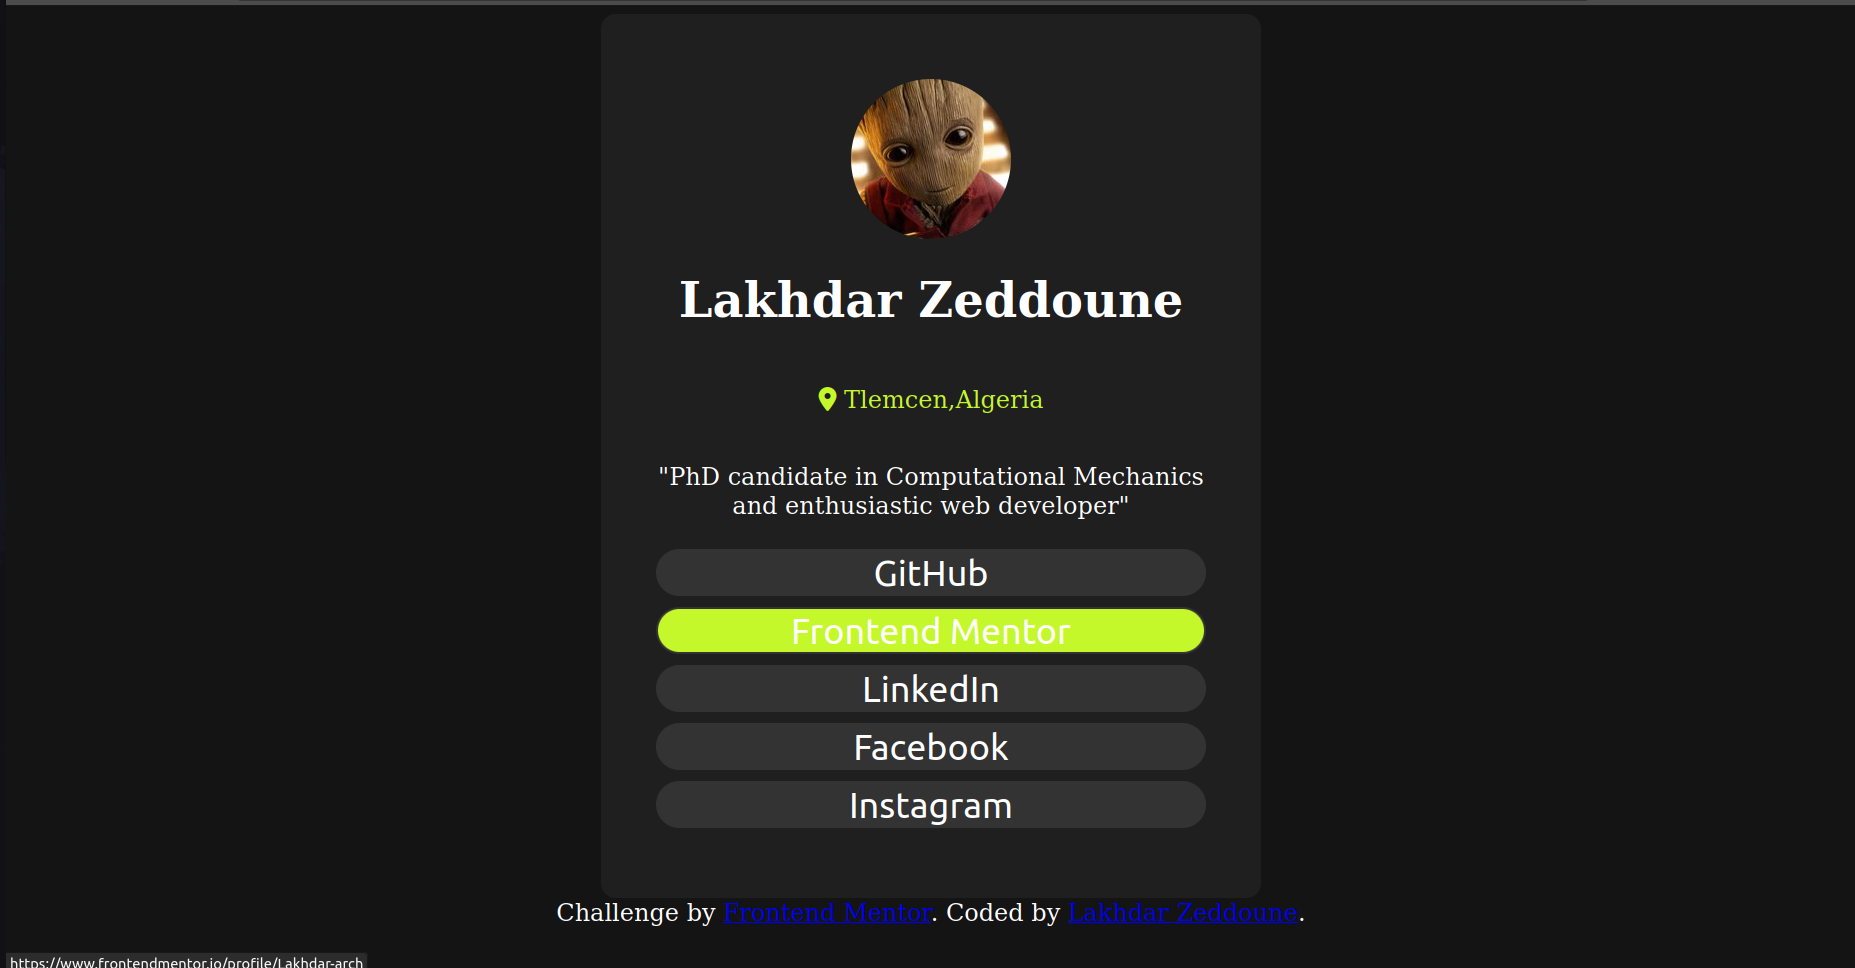 Lakhdar Zeddoune
Tlemcen,Algeria
"PhD candidate in Computational Mechanics
and enthusiastic web developer"
GitHub
Frontend Mentor
LinkedIn
Facebook
Instagram
Challenge by Frontend Mentor. Coded by Lakhdar Zeddoune.
https://www.frontendmentor.io/profile/Lakhdar-arch